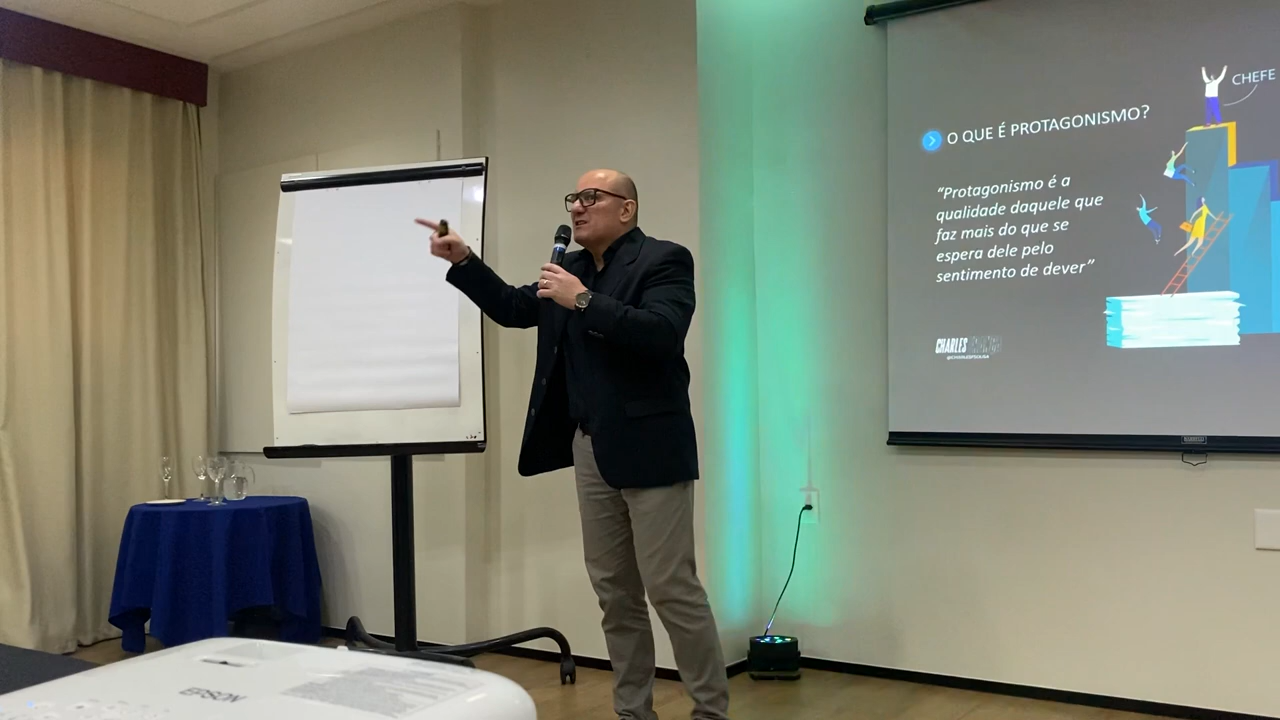 O QUE É PROTAGONISMO?
CHEFE
“Protagonismo é a
qualidade daquele que
faz mais do que se
espera dele pelo
sentimento de dever”
CHARLES
EPSON